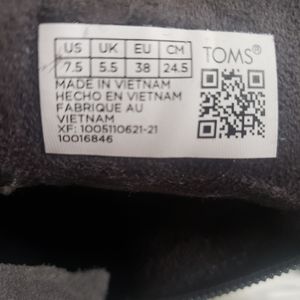 US UK EU CM TOMS®
7.5 5.5 38 24.5
MADE IN VIETNAM
HECHO EN VIETNAM
FABRIQUE AU
VIETNAM
XF: 1005110621-21
10016846